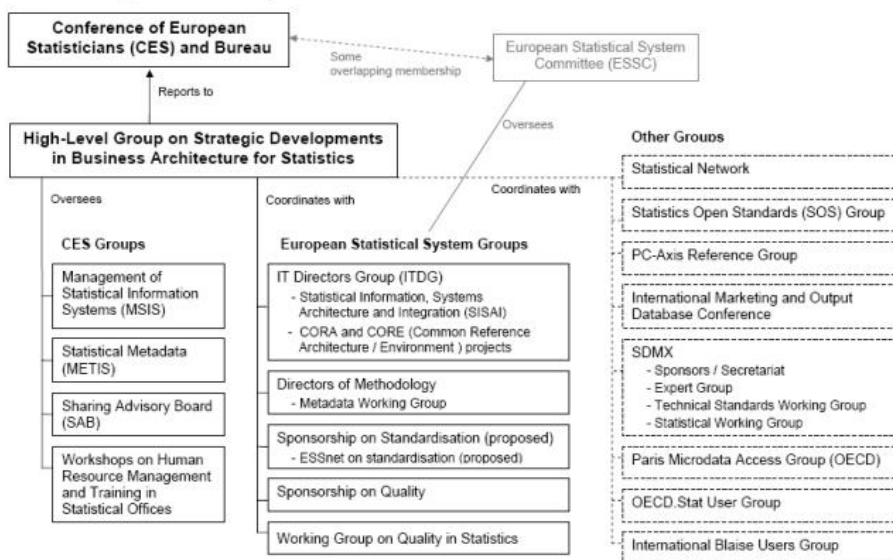 Conference of European
Statisticians (CES) and Bureau
Some
overlapping membership
European Statistical System
Committee (ESSC)
Reports to
Oversees
High-Level Group on Strategic Developments
in Business Architecture for Statistics
Oversees
Coordinates with
Coordinates with
CES Groups
Management of
Statistical Information
Systems (MSIS)
Statistical Metadata
(METIS)
Sharing Advisory Board
(SAB)
Workshops on Human
Resource Management
and Training in
Statistical Offices
European Statistical System Groups
IT Directors Group (ITDG)
- Statistical Information, Systems
Architecture and Integration (SISAI)
- CORA and CORE (Common Reference
Architecture / Environment ) projects
Directors of Methodology
- Metadata Working Group
Sponsorship on Standardisation (proposed)
- ESSnet on standardisation (proposed)
Sponsorship on Quality
Working Group on Quality in Statistics
Other Groups
Statistical Network
Statistics Open Standards (SOS) Group
PC-Axis Reference Group
International Marketing and Output
Database Conference
SDMX
- Sponsors / Secretariat
- Expert Group
- Technical Standards Working Group
- Statistical Working Group
Paris Microdata Access Group (OECD)
OECD.Stat User Group
International Blaise Users Group